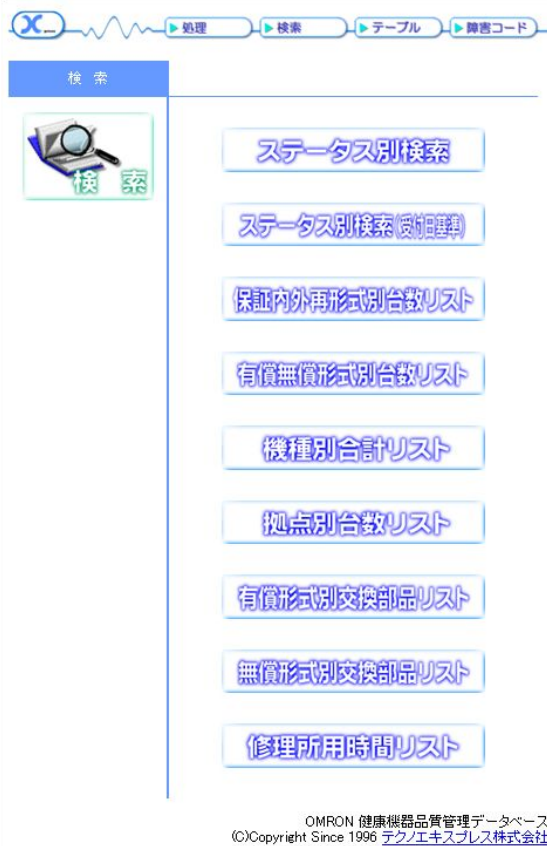 処理
検索
テーブル
障害コード
検 索
検 索
ステータス別検索
ステータス別検索(受付日基準)
保証内外再形式別台数リスト
有償無償形式別台数リスト
機種別合計リスト
拠点別台数リスト
有償形式別交換部品リスト
無償形式別交換部品リスト
修理所用時間リスト
OMRON 健康機器品質管理データベース
(C)Copyright Since 1996 テクノエキスプレス株式会社